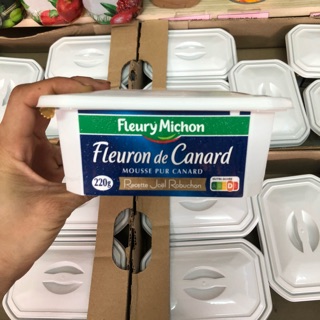 Fleury Michon
Fleuron de Canard
MOUSSE PUR CANARD
220g
Recette Joël Robuchon
NUTRI-SCORE
D